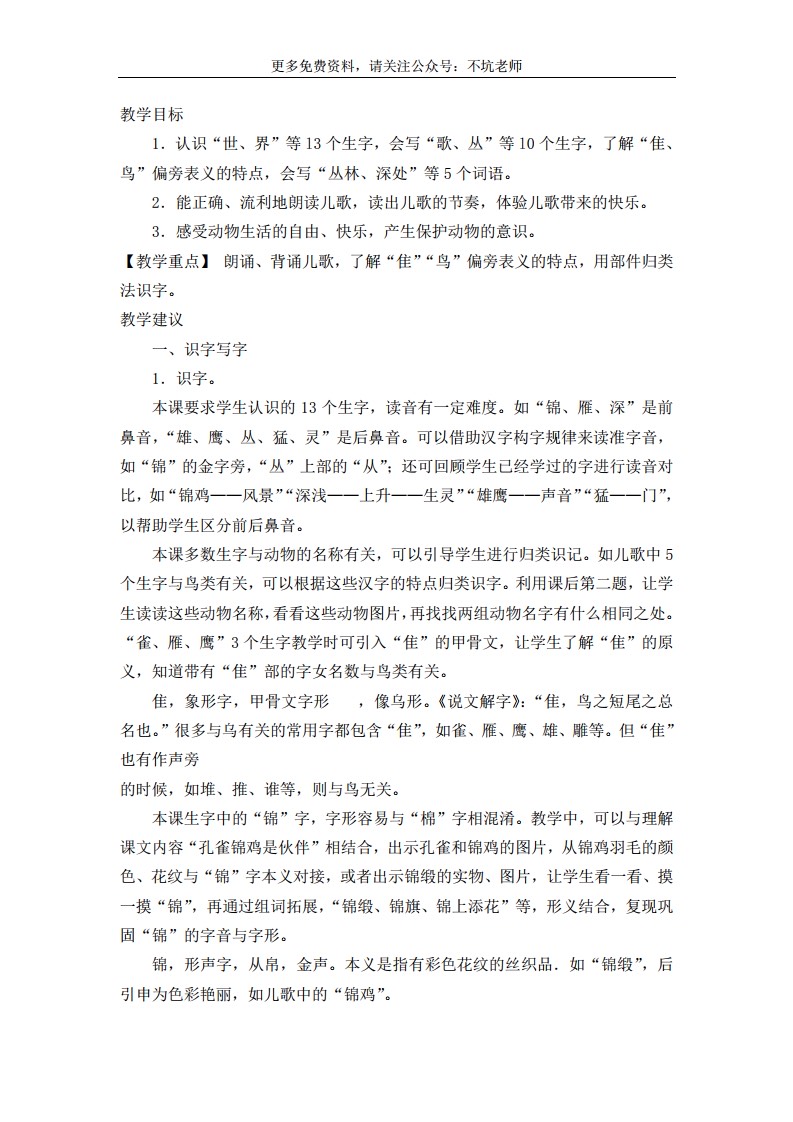 更多免费资料，请关注公众号：不坑老师
教学目标
1．认识“世、界”等 13 个生字，会写“歌、丛”等 10 个生字，了解“隹、
鸟”偏旁表义的特点，会写“丛林、深处”等 5 个词语。
2．能正确、流利地朗读儿歌，读出儿歌的节奏，体验儿歌带来的快乐。
3．感受动物生活的自由、快乐，产生保护动物的意识。
【教学重点】 朗诵、背诵儿歌，了解“隹”“鸟”偏旁表义的特点，用部件归类
法识字。
教学建议
一、识字写字
1．识字。
本课要求学生认识的 13 个生字，读音有一定难度。如“锦、雁、深”是前
鼻音，“雄、鹰、丛、猛、灵”是后鼻音。可以借助汉字构字规律来读准字音，
如“锦”的金字旁，“丛”上部的“从”；还可回顾学生已经学过的字进行读音对
比，如“锦鸡——风景”“深浅——上升——生灵”“雄鹰——声音”“猛——门”，
以帮助学生区分前后鼻音。
本课多数生字与动物的名称有关，可以引导学生进行归类识记。如儿歌中 5
个生字与鸟类有关，可以根据这些汉字的特点归类识字。利用课后第二题，让学
生读读这些动物名称，看看这些动物图片，再找找两组动物名字有什么相同之处。
“雀、雁、鹰”3 个生字教学时可引入“隹”的甲骨文，让学生了解“隹”的原
义，知道带有“隹”部的字女名数与鸟类有关。
隹，象形字，甲骨文字形　　，像乌形。《说文解字》：“隹，鸟之短尾之总
名也。”很多与乌有关的常用字都包含“隹”，如雀、雁、鹰、雄、雕等。但“隹”
也有作声旁
的时候，如堆、推、谁等，则与鸟无关。
本课生字中的“锦”字，字形容易与“棉”字相混淆。教学中，可以与理解
课文内容“孔雀锦鸡是伙伴”相结合，出示孔雀和锦鸡的图片，从锦鸡羽毛的颜
色、花纹与“锦”字本义对接，或者出示锦缎的实物、图片，让学生看一看、摸
一摸“锦”，再通过组词拓展，“锦缎、锦旗、锦上添花”等，形义结合，复现巩
固“锦”的字音与字形。
锦，形声字，从帛，金声。本义是指有彩色花纹的丝织品．如“锦缎”，后
引申为色彩艳丽，如儿歌中的“锦鸡”。